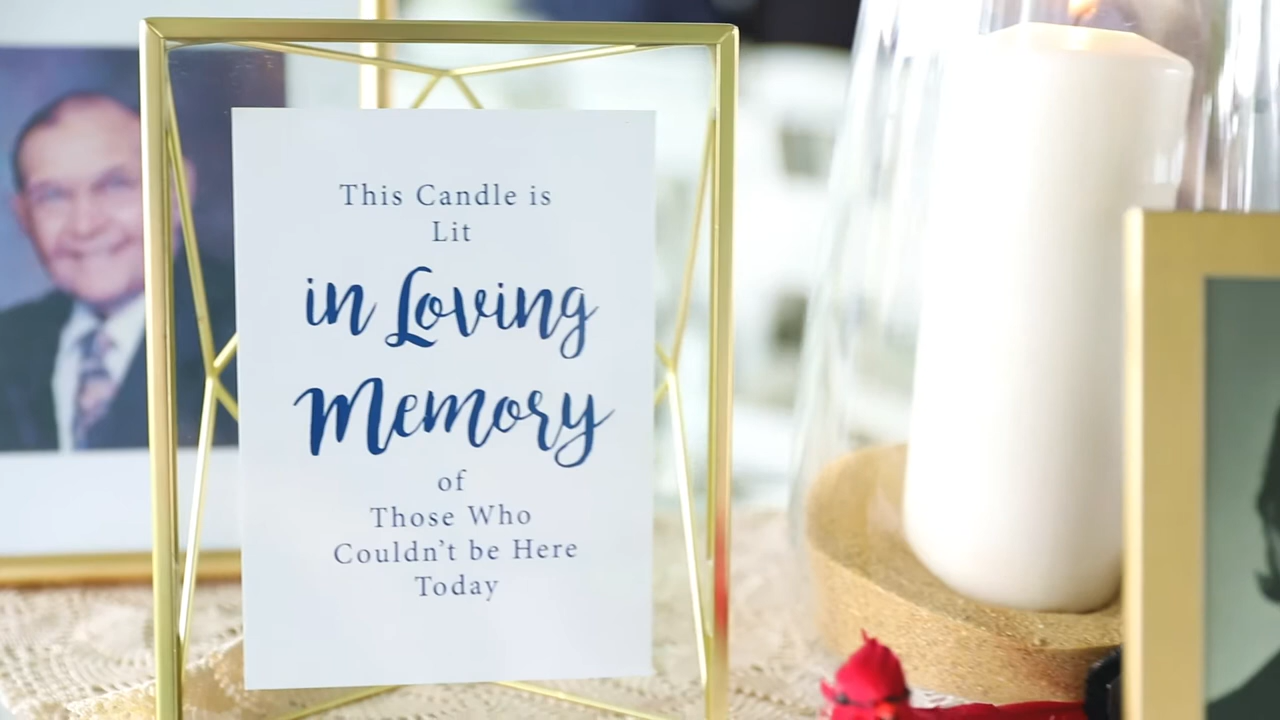 This Candle is
Lit
in Loving
Memory
of
Those Who
Couldn't be Here
Today